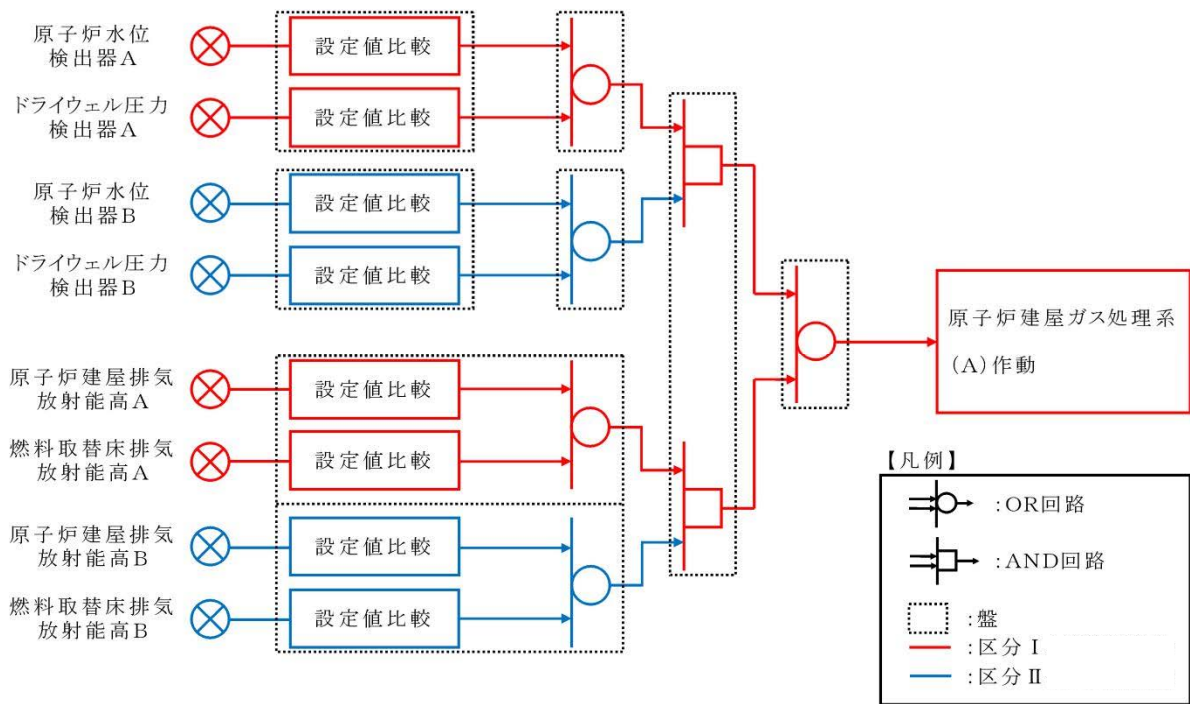 原子炉水位
検出器A
設定値比較
ドライウェル圧力
検出器A
設定値比較
原子炉水位
検出器B
設定値比較
ドライウェル圧力
検出器B
設定値比較
原子炉建屋排気
放射能高A
設定値比較
燃料取替床排気
放射能高A
設定値比較
原子炉建屋排気
放射能高B
設定値比較
燃料取替床排気
放射能高B
設定値比較
原子炉建屋ガス処理系
(A)作動
【凡例】
:OR回路
:AND回路
:盤
:区分Ⅰ
:区分Ⅱ